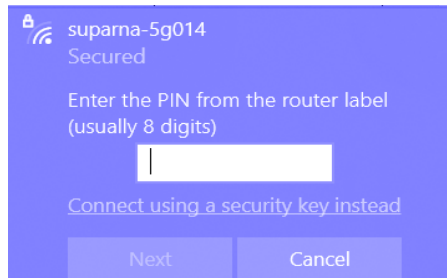 suparna-5g014
Secured
Enter the PIN from the router label
(usually 8 digits)
Connect using a security key instead
Next
Cancel